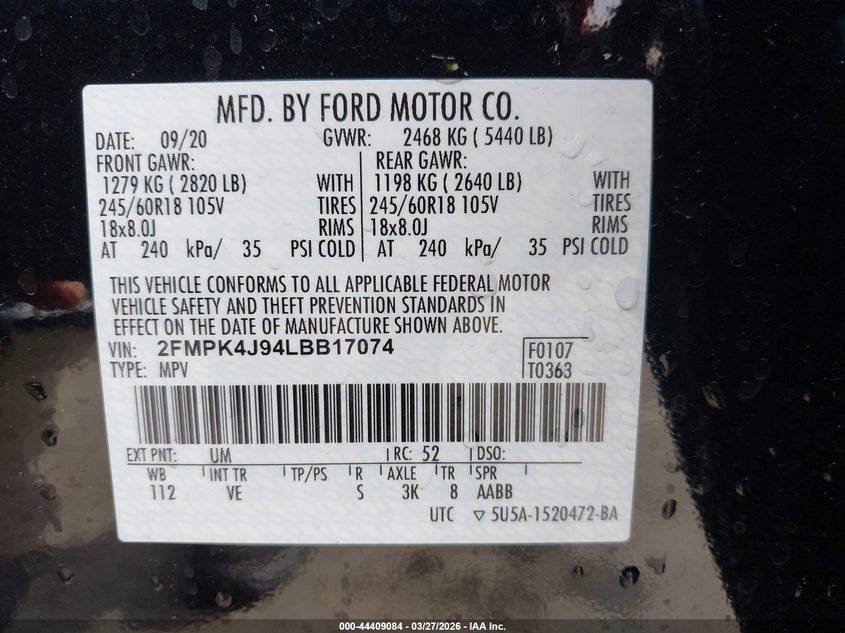 MFD. BY FORD MOTOR CO.
DATE: 09/20 GVWR: 2468 KG ( 5440 LB)
FRONT GAWR: REAR GAWR:
1279 KG ( 2820 LB) WITH 1198 KG ( 2640 LB) WITH
245/60R18 105V TIRES 245/60R18 105V TIRES
18x8.0J RIMS 18x8.0J RIMS
AT 240 kPa/ 35 PSI COLD AT 240 kPa/ 35 PSI COLD
THIS VEHICLE CONFORMS TO ALL APPLICABLE FEDERAL MOTOR
VEHICLE SAFETY AND THEFT PREVENTION STANDARDS IN
EFFECT ON THE DATE OF MANUFACTURE SHOWN ABOVE.
VIN: 2FMPK4J94LBB17074 F0107
TYPE: MPV T0363
EXT PNT: UM RC: 52 DSO:
WB INT TR TP/PS R AXLE TR SPR
112 VE S 3K 8 AABB
UTC ▽ 5U5A-1520472-BA
000-44409084 - 03/27/2026 - IAA Inc.